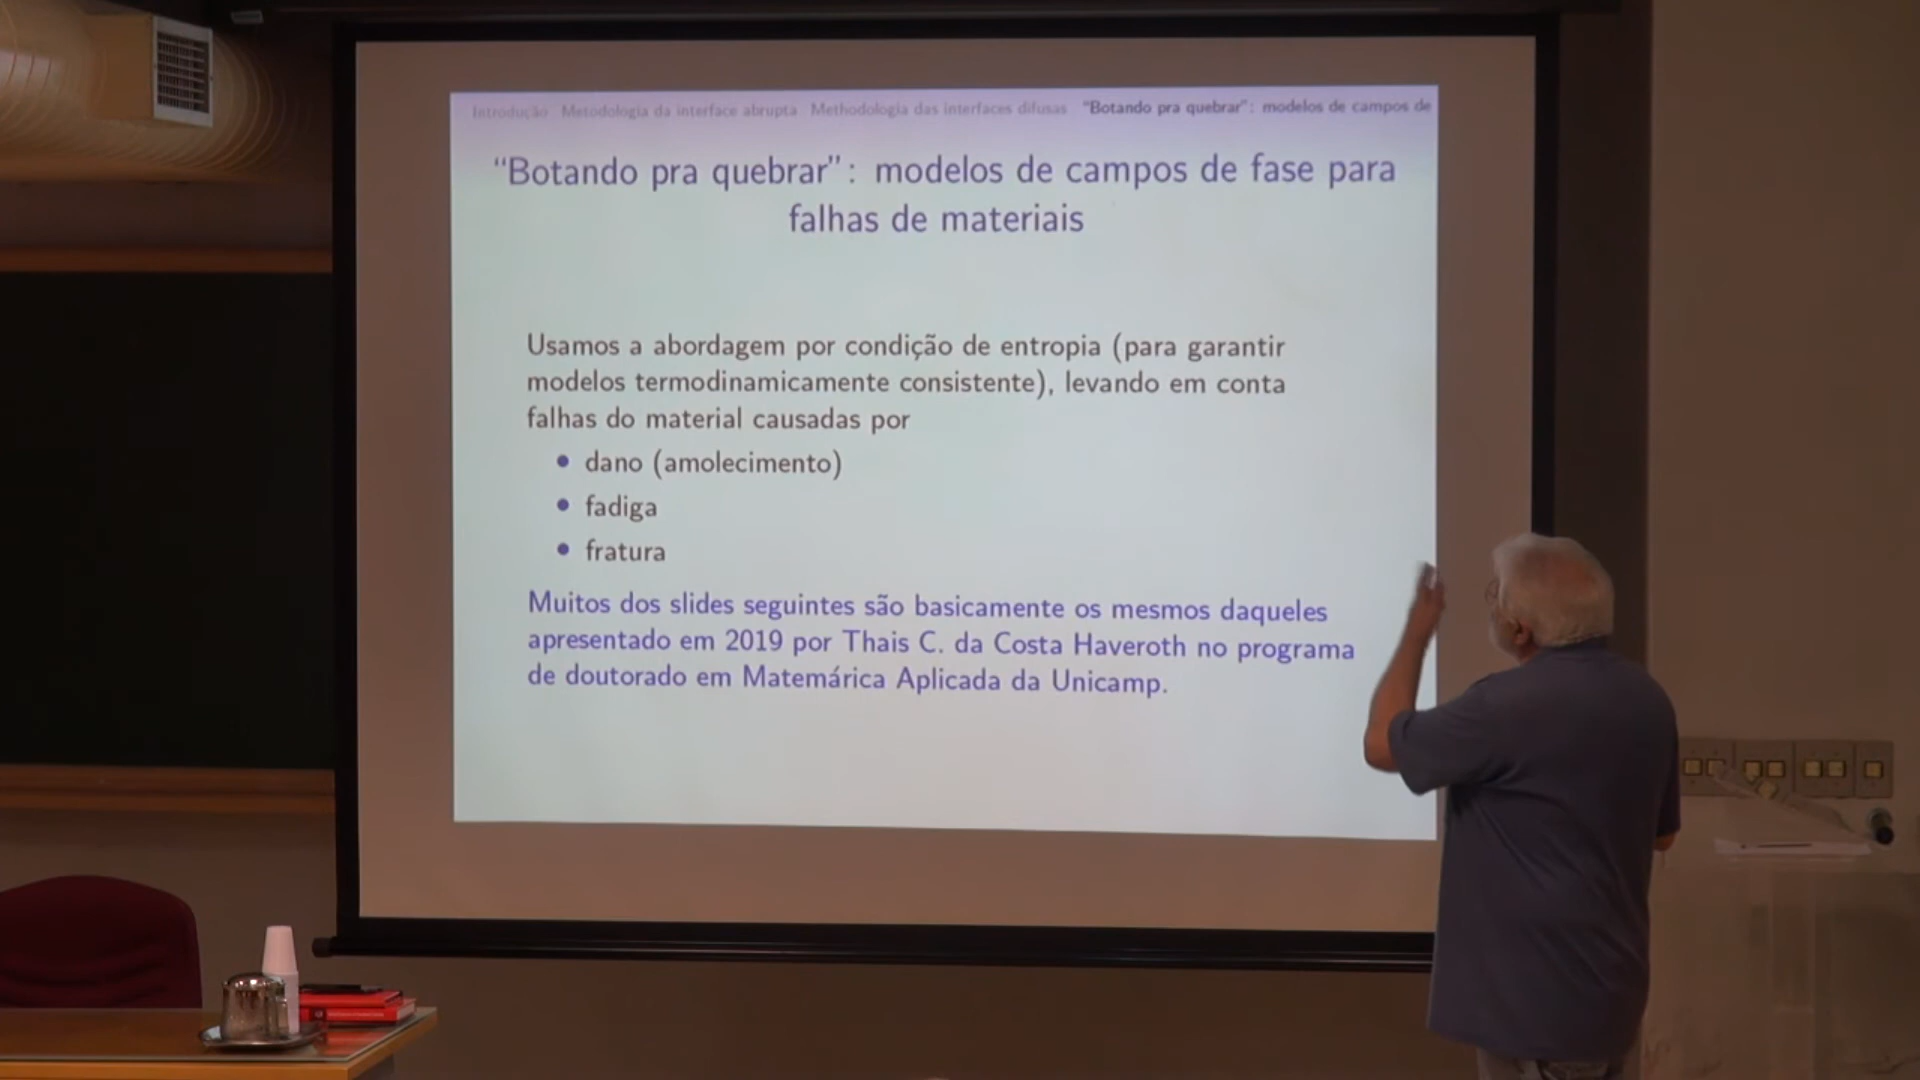 Introdução Metodologia da interface abrupta Methodologia das interfaces difusas "Botando pra quebrar": modelos de campos de
"Botando pra quebrar": modelos de campos de fase para
falhas de materiais
Usamos a abordagem por condição de entropia (para garantir
modelos termodinamicamente consistente), levando em conta
falhas do material causadas por
• dano (amolecimento)
• fadiga
• fratura
Muitos dos slides seguintes são basicamente os mesmos daqueles
apresentado em 2019 por Thais C. da Costa Haveroth no programa
de doutorado em Matemárica Aplicada da Unicamp.